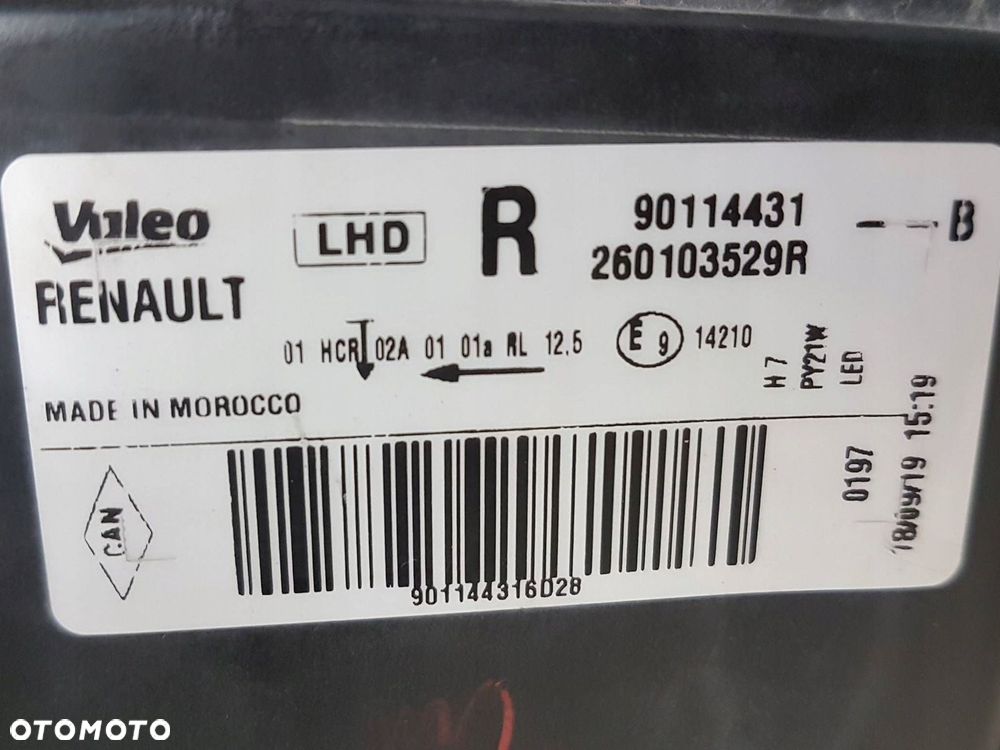 Valeo
RENAULT
LHD
R
90114431
260103529R
— — B
01 HCR 02A 01 01a RL 12,5
E 9
14210
H7
PY21W
LED
MADE IN MOROCCO
0197
18/09/19 15:19
CAN
901144316D28
OTOMOTO